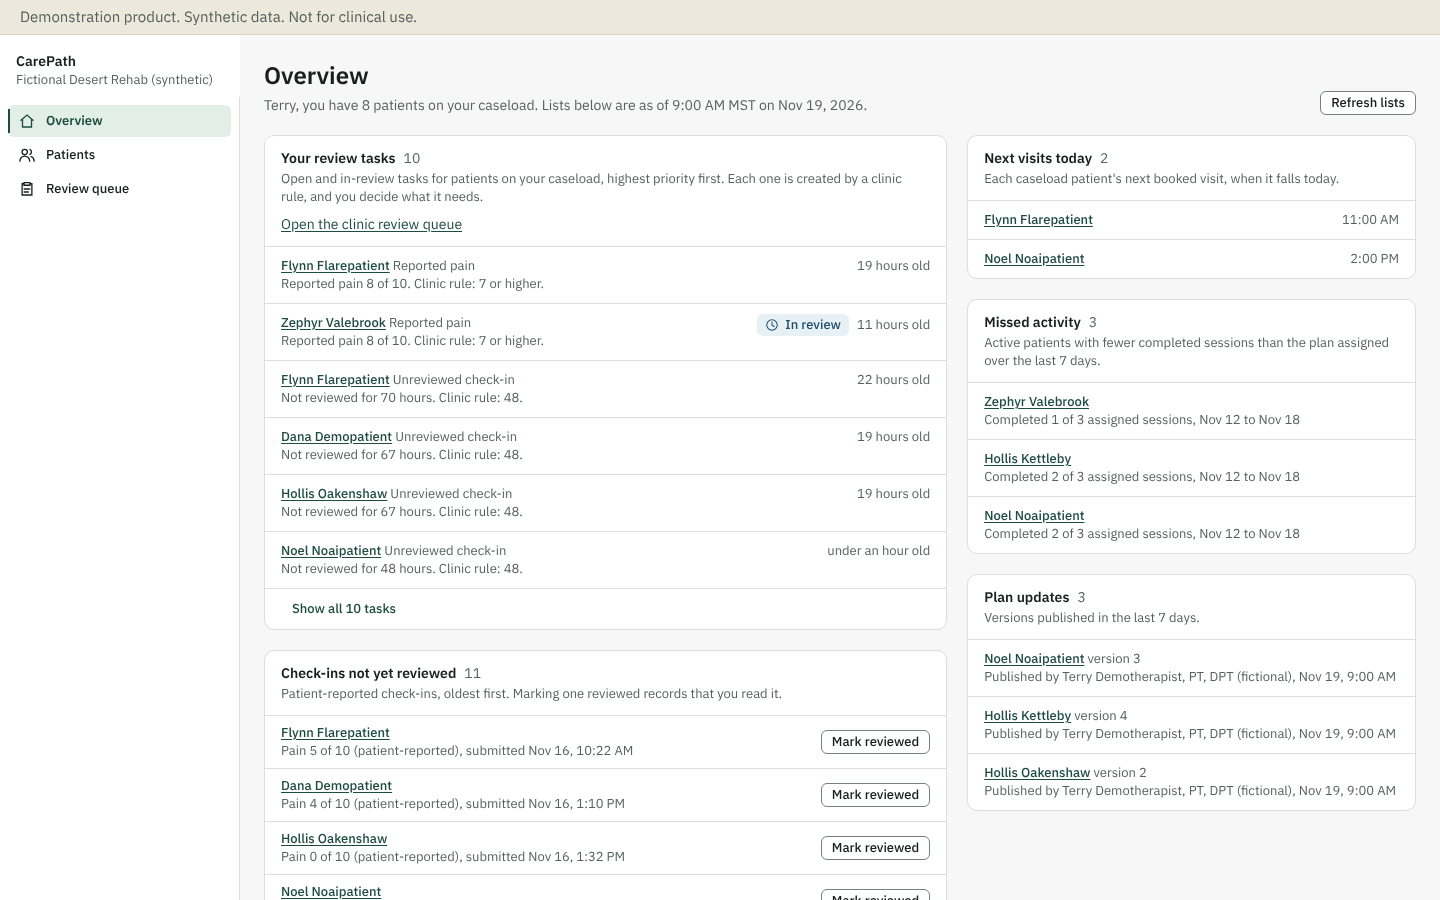 Demonstration product. Synthetic data. Not for clinical use.
CarePath
Fictional Desert Rehab (synthetic)
Overview
Patients
Review queue
Overview
Terry, you have 8 patients on your caseload. Lists below are as of 9:00 AM MST on Nov 19, 2026.
Refresh lists
Your review tasks 10
Open and in-review tasks for patients on your caseload, highest priority first. Each one is created by a clinic
rule, and you decide what it needs.
Open the clinic review queue
Flynn Flarepatient Reported pain 19 hours old
Reported pain 8 of 10. Clinic rule: 7 or higher.
Zephyr Valebrook Reported pain In review 11 hours old
Reported pain 8 of 10. Clinic rule: 7 or higher.
Flynn Flarepatient Unreviewed check-in 22 hours old
Not reviewed for 70 hours. Clinic rule: 48.
Dana Demopatient Unreviewed check-in 19 hours old
Not reviewed for 67 hours. Clinic rule: 48.
Hollis Oakenshaw Unreviewed check-in 19 hours old
Not reviewed for 67 hours. Clinic rule: 48.
Noel Noaipatient Unreviewed check-in under an hour old
Not reviewed for 48 hours. Clinic rule: 48.
Show all 10 tasks
Check-ins not yet reviewed 11
Patient-reported check-ins, oldest first. Marking one reviewed records that you read it.
Flynn Flarepatient
Pain 5 of 10 (patient-reported), submitted Nov 16, 10:22 AM
Mark reviewed
Dana Demopatient
Pain 4 of 10 (patient-reported), submitted Nov 16, 1:10 PM
Mark reviewed
Hollis Oakenshaw
Pain 0 of 10 (patient-reported), submitted Nov 16, 1:32 PM
Mark reviewed
Noel Noaipatient
Mark reviewed
Next visits today 2
Each caseload patient's next booked visit, when it falls today.
Flynn Flarepatient 11:00 AM
Noel Noaipatient 2:00 PM
Missed activity 3
Active patients with fewer completed sessions than the plan assigned
over the last 7 days.
Zephyr Valebrook
Completed 1 of 3 assigned sessions, Nov 12 to Nov 18
Hollis Kettleby
Completed 2 of 3 assigned sessions, Nov 12 to Nov 18
Noel Noaipatient
Completed 2 of 3 assigned sessions, Nov 12 to Nov 18
Plan updates 3
Versions published in the last 7 days.
Noel Noaipatient version 3
Published by Terry Demotherapist, PT, DPT (fictional), Nov 19, 9:00 AM
Hollis Kettleby version 4
Published by Terry Demotherapist, PT, DPT (fictional), Nov 19, 9:00 AM
Hollis Oakenshaw version 2
Published by Terry Demotherapist, PT, DPT (fictional), Nov 19, 9:00 AM